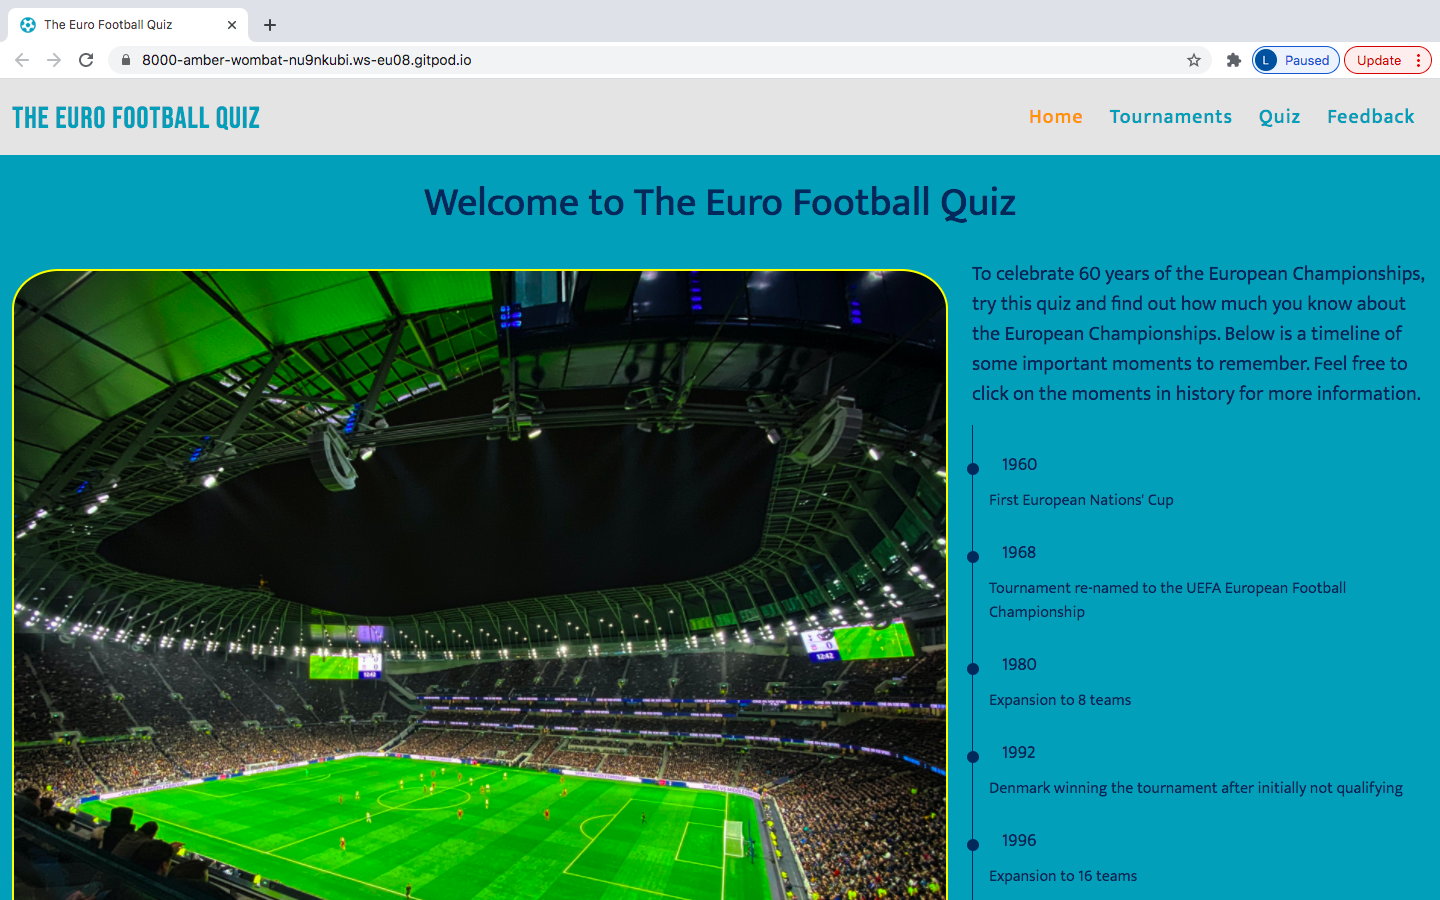 The Euro Football Quiz
8000-amber-wombat-nu9nkubi.ws-eu08.gitpod.io
L Paused
Update
THE EURO FOOTBALL QUIZ
Home Tournaments Quiz Feedback
Welcome to The Euro Football Quiz
To celebrate 60 years of the European Championships,
try this quiz and find out how much you know about
the European Championships. Below is a timeline of
some important moments to remember. Feel free to
click on the moments in history for more information.
1960
First European Nations' Cup
1968
Tournament re-named to the UEFA European Football
Championship
1980
Expansion to 8 teams
1992
Denmark winning the tournament after initially not qualifying
1996
Expansion to 16 teams